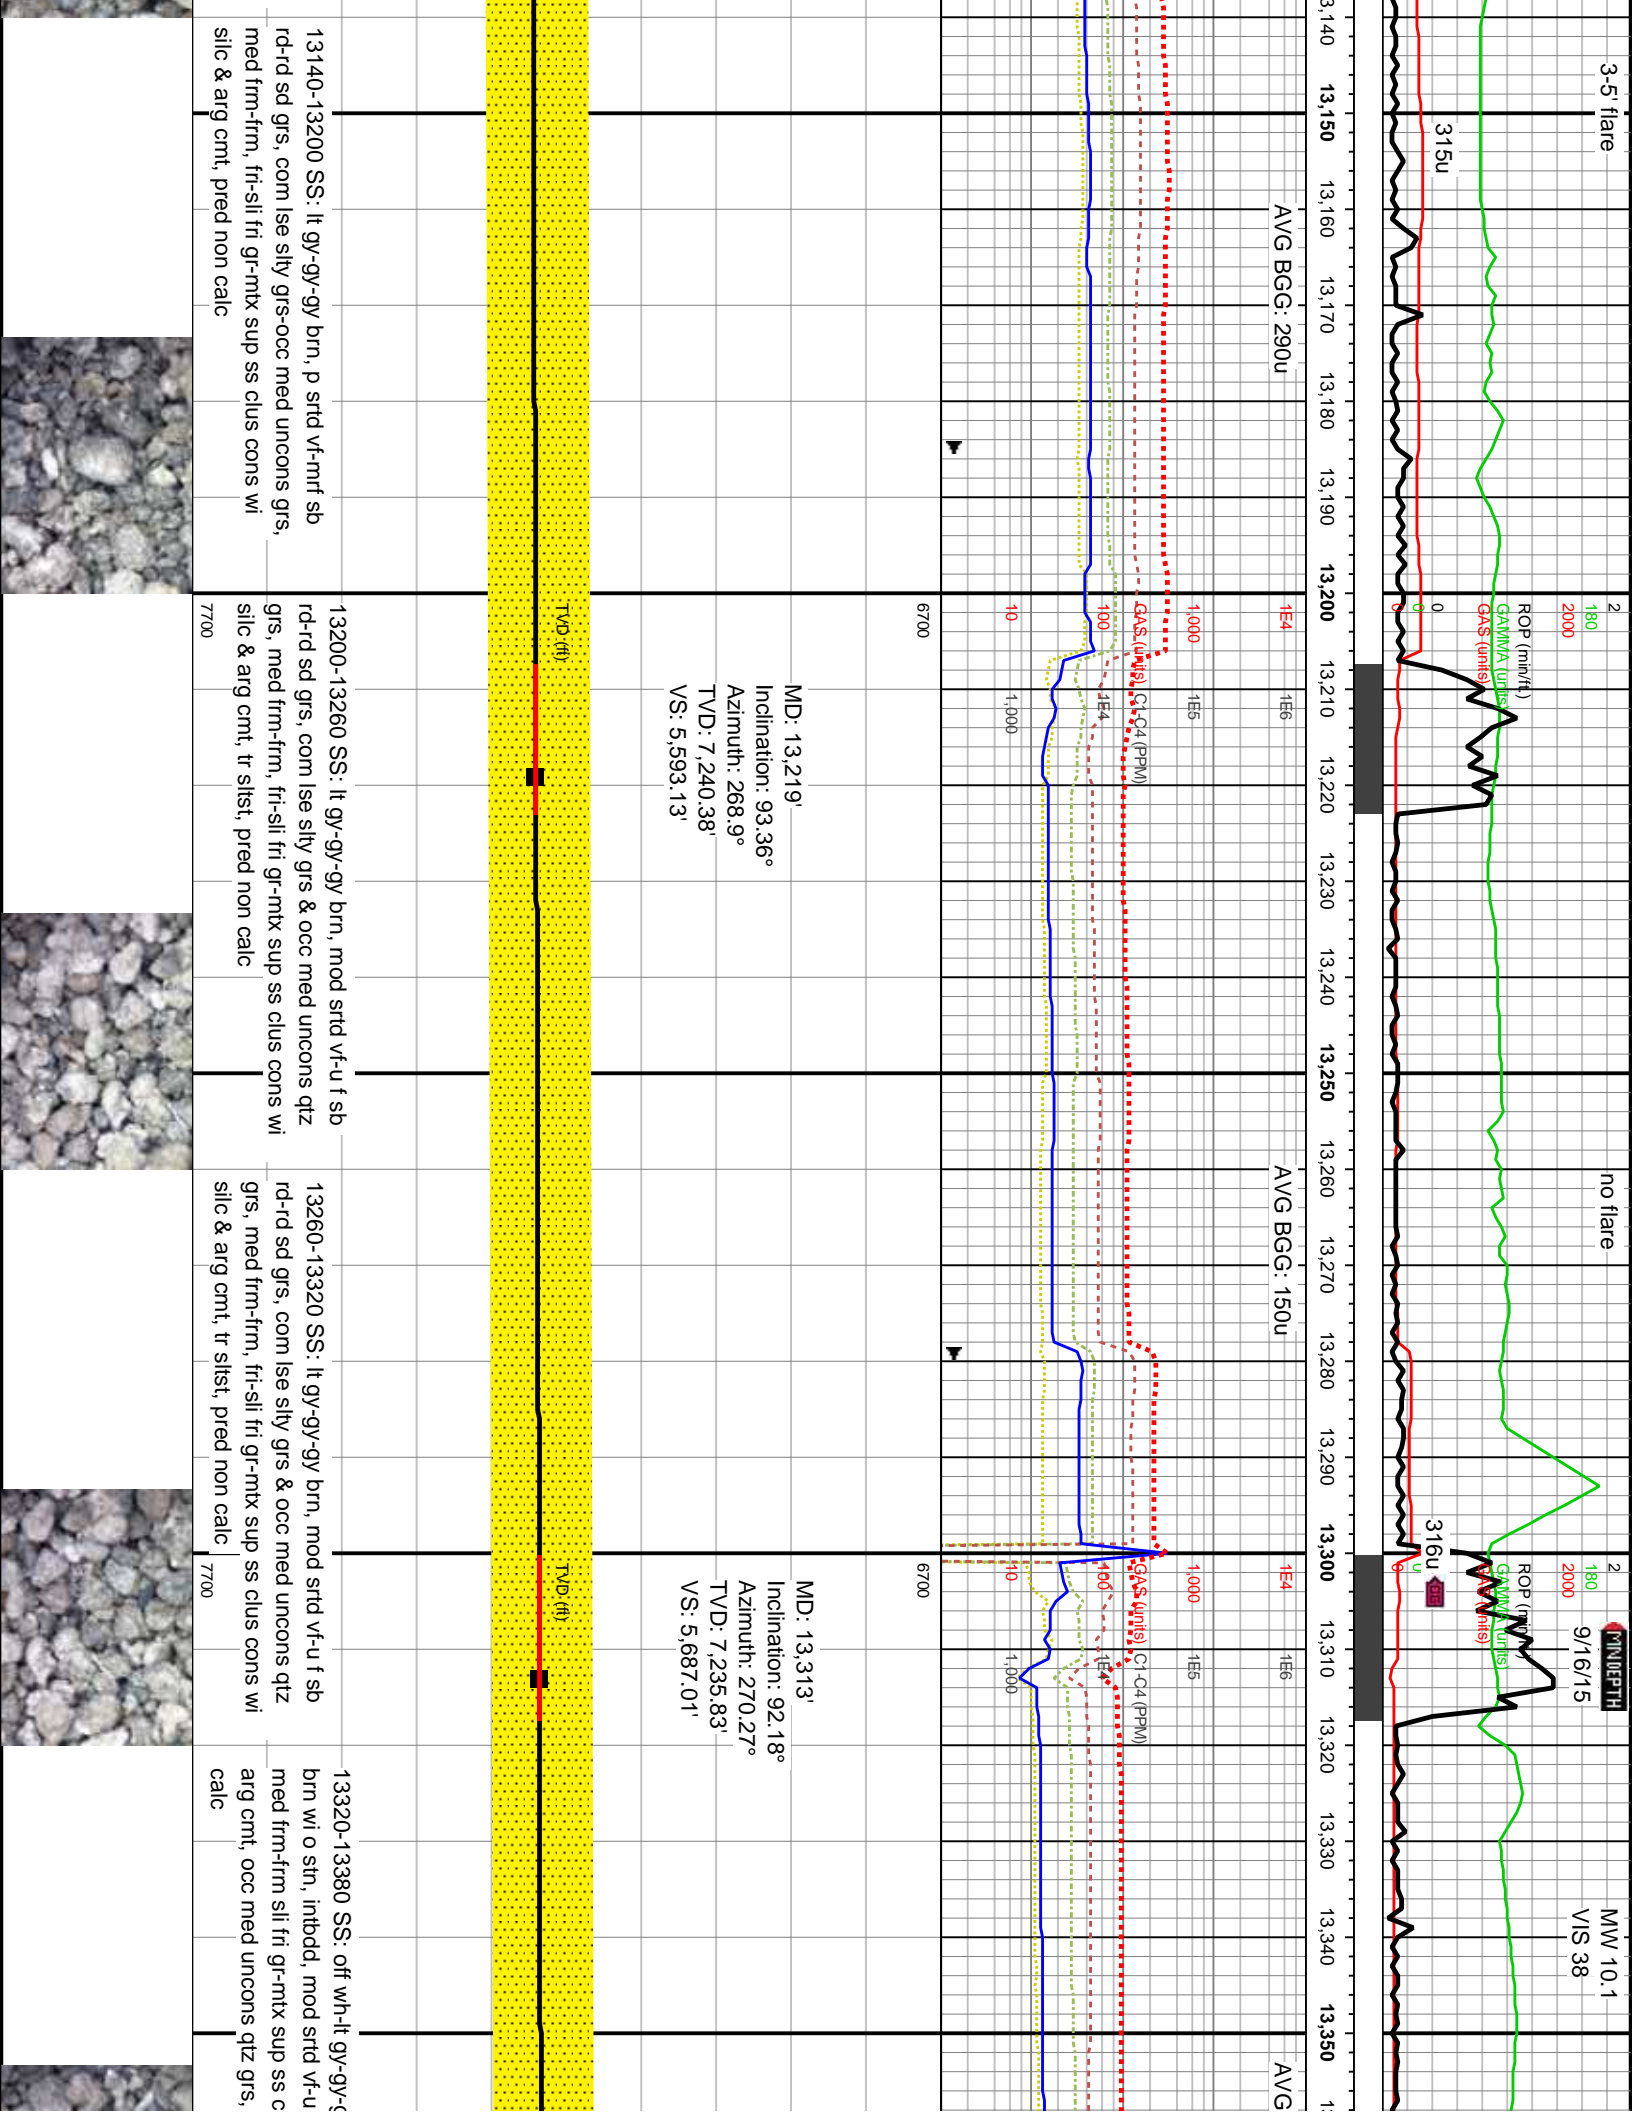 3-5' flare
no flare
MW 10.1
VIS 38
315u
316u
MINDEPTH
9/16/15
2
180
2000
ROP (min/ft.)
GAMMA (units)
GAS (units)
0
0
0
2
180
2000
GAMMA (units)
13,150
13,160
13,170
13,180
13,190
13,200
13,210
13,220
13,230
13,240
13,250
13,260
13,270
13,280
13,290
13,300
13,310
13,320
13,330
13,340
13,350
AVG BGG: 290u
AVG BGG: 150u
AVG
1E4
1,000
GAS (units)
100
10
1E6
1E5
C1-C4 (PPM)
1E4
1,000
1E4
1,000
GAS (units)
100
10
1E6
1E5
C1-C4 (PPM)
1E4
1,000
6700
MD: 13,219'
Inclination: 93.36°
Azimuth: 268.9°
TVD: 7,240.38'
VS: 5,593.13'
6700
MD: 13,313'
Inclination: 92.18°
Azimuth: 270.27°
TVD: 7,235.83'
VS: 5,687.01'
TVD (ft)
TVD (ft)
13140-13200 SS: lt gy-gy-gy brn, p srtd vf-mrf sb
rd-rd sd grs, com lse slty grs-occ med uncons grs,
med frm-frm, fri-sli fri gr-mtx sup ss clus cons wi
silc & arg cmt, pred non calc
13200-13260 SS: lt gy-gy-gy brn, mod srtd vf-u f sb
rd-rd sd grs, com lse slty grs & occ med uncons qtz
grs, med frm-frm, fri-sli fri gr-mtx sup ss clus cons wi
silc & arg cmt, tr sltst, pred non calc
7700
13260-13320 SS: lt gy-gy-gy brn, mod srtd vf-u f sb
rd-rd sd grs, com lse slty grs & occ med uncons qtz
grs, med frm-frm, fri-sli fri gr-mtx sup ss clus cons wi
silc & arg cmt, tr sltst, pred non calc
7700
13320-13380 SS: off wh-lt gy-gy-g
brn wi o stn, intbdd, mod srtd vf-u
med frm-frm sli fri gr-mtx sup ss c
arg cmt, occ med uncons qtz grs,
calc